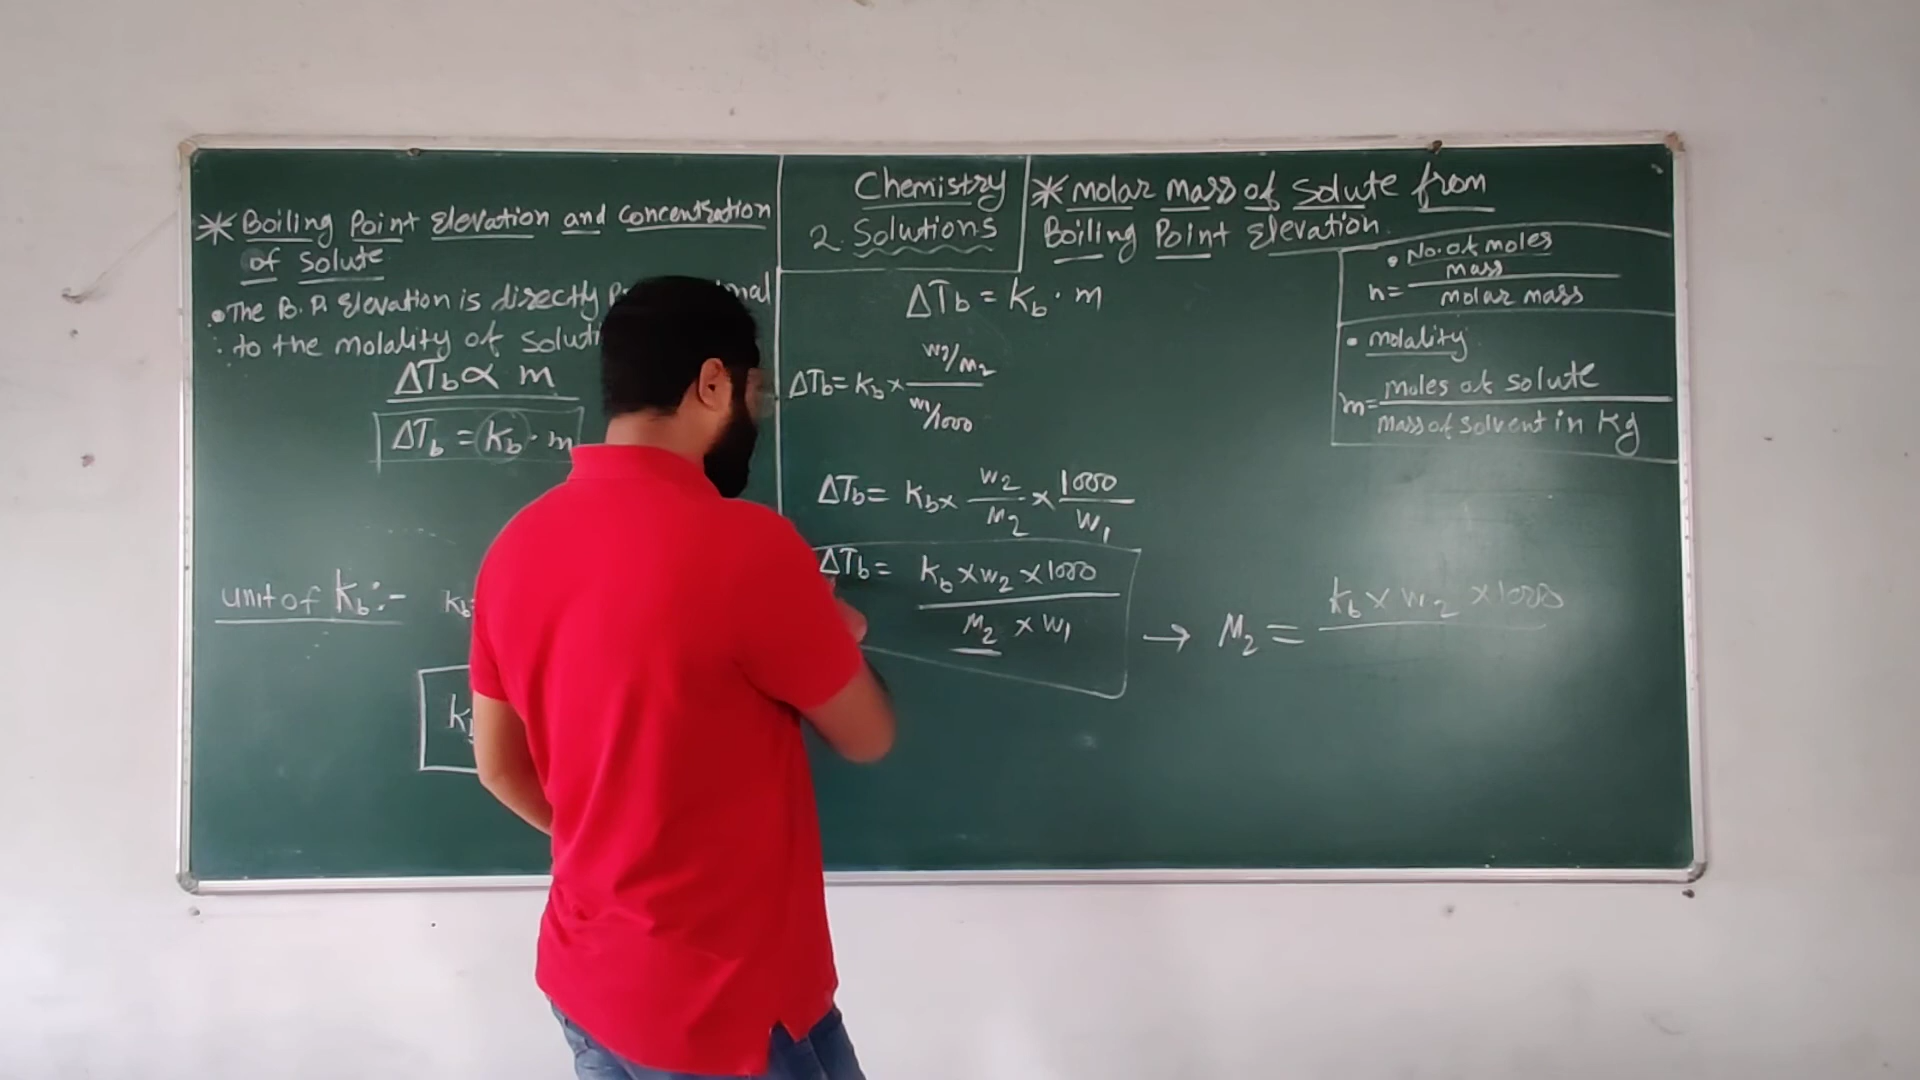 * Boiling Point Elevation and Concentration
of Solute
• The B.P. Elevation is directly
to the molality of
ΔTb ∝ m
ΔTb = Kb · m
unit of Kb :-
Kb
Chemistry
2. Solutions
ΔTb = Kb · m
ΔTb = Kb × (W2/M2)/(W1/1000)
ΔTb = Kb × W2/M2 × 1000/W1
ΔTb = (Kb × W2 × 1000)/(M2 × W1)
* Molar Mass of Solute from
Boiling Point Elevation.
• No. of moles
n = mass/molar mass
• molality
m = moles of solute/Mass of solvent in Kg
→ M2 = Kb × W2 × 1000